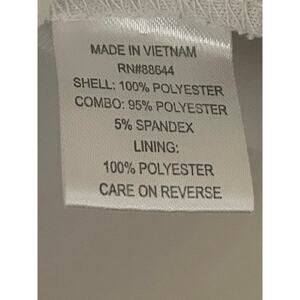 MADE IN VIETNAM
RN#88644
SHELL: 100% POLYESTER
COMBO: 95% POLYESTER
5% SPANDEX
LINING:
100% POLYESTER
CARE ON REVERSE